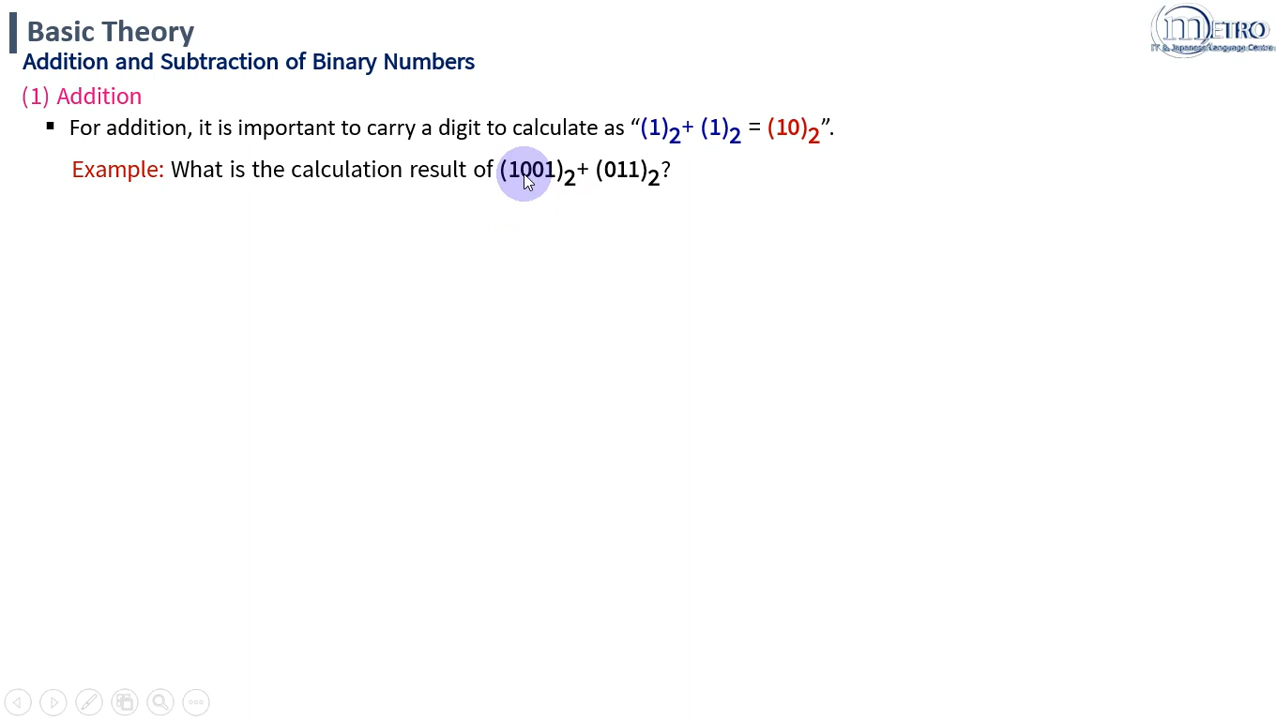 Basic Theory
METRO
IT & Japanese Language Centre
Addition and Subtraction of Binary Numbers
(1) Addition
▪ For addition, it is important to carry a digit to calculate as “(1)₂+ (1)₂ = (10)₂”.
Example: What is the calculation result of (1001)₂+ (011)₂?